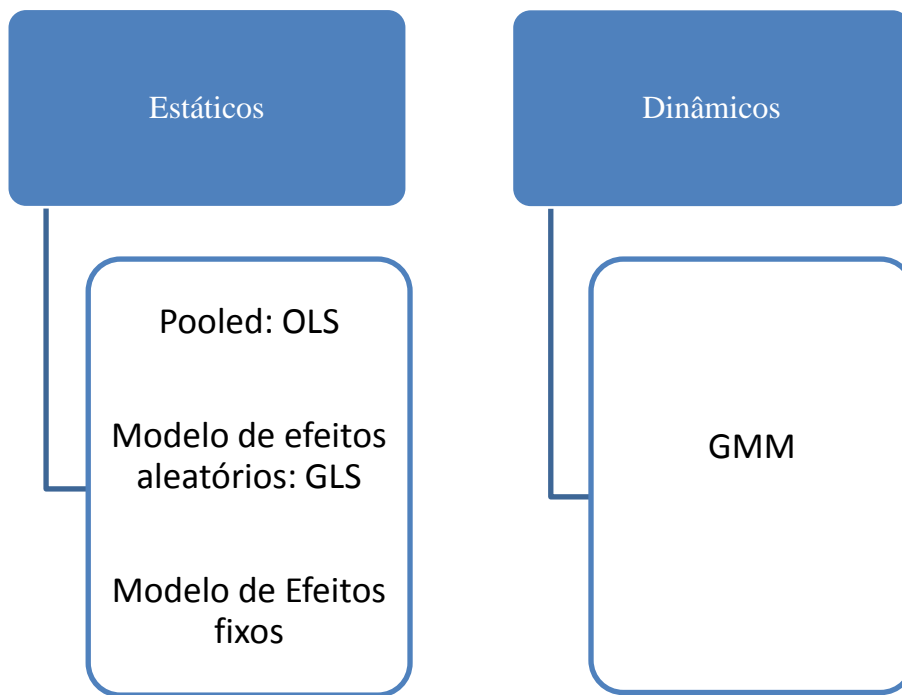 Estáticos
Pooled: OLS
Modelo de efeitos
aleatórios: GLS
Modelo de Efeitos
fixos
Dinâmicos
GMM